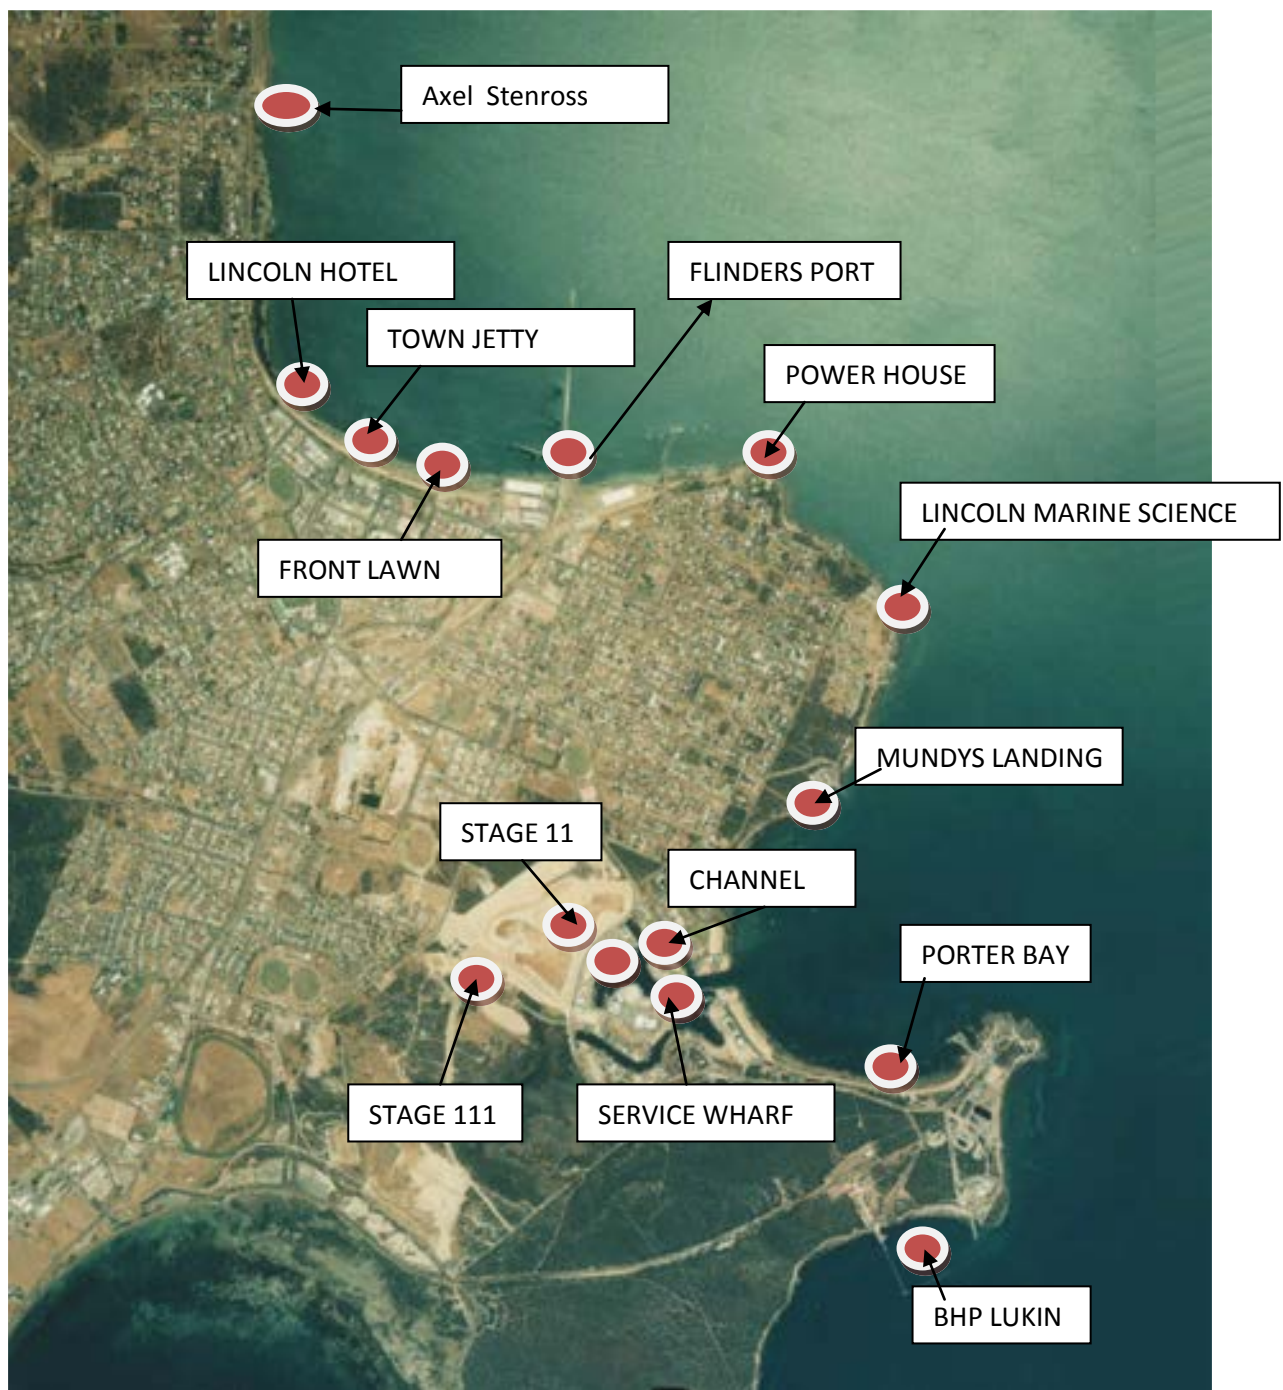 Axel Stenross
LINCOLN HOTEL
FLINDERS PORT
TOWN JETTY
POWER HOUSE
LINCOLN MARINE SCIENCE
FRONT LAWN
MUNDYS LANDING
STAGE 11
CHANNEL
PORTER BAY
STAGE 111
SERVICE WHARF
BHP LUKIN